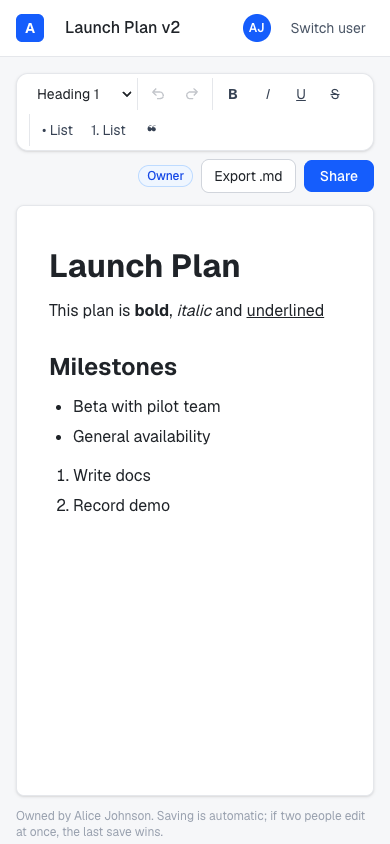 A Launch Plan v2 AJ Switch user
Heading 1 B I U S
• List 1. List ❝
Owner Export .md Share
Launch Plan
This plan is bold, italic and underlined
Milestones
• Beta with pilot team
• General availability
1. Write docs
2. Record demo
Owned by Alice Johnson. Saving is automatic; if two people edit
at once, the last save wins.